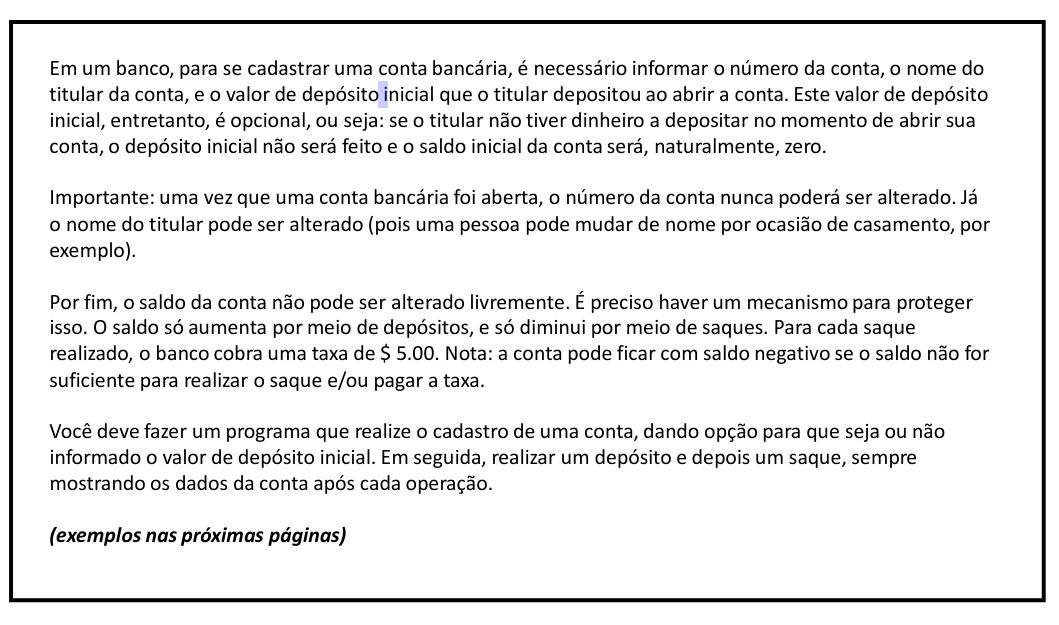 Em um banco, para se cadastrar uma conta bancária, é necessário informar o número da conta, o nome do
titular da conta, e o valor de depósito inicial que o titular depositou ao abrir a conta. Este valor de depósito
inicial, entretanto, é opcional, ou seja: se o titular não tiver dinheiro a depositar no momento de abrir sua
conta, o depósito inicial não será feito e o saldo inicial da conta será, naturalmente, zero.
Importante: uma vez que uma conta bancária foi aberta, o número da conta nunca poderá ser alterado. Já
o nome do titular pode ser alterado (pois uma pessoa pode mudar de nome por ocasião de casamento, por
exemplo).
Por fim, o saldo da conta não pode ser alterado livremente. É preciso haver um mecanismo para proteger
isso. O saldo só aumenta por meio de depósitos, e só diminui por meio de saques. Para cada saque
realizado, o banco cobra uma taxa de $ 5.00. Nota: a conta pode ficar com saldo negativo se o saldo não for
suficiente para realizar o saque e/ou pagar a taxa.
Você deve fazer um programa que realize o cadastro de uma conta, dando opção para que seja ou não
informado o valor de depósito inicial. Em seguida, realizar um depósito e depois um saque, sempre
mostrando os dados da conta após cada operação.
(exemplos nas próximas páginas)